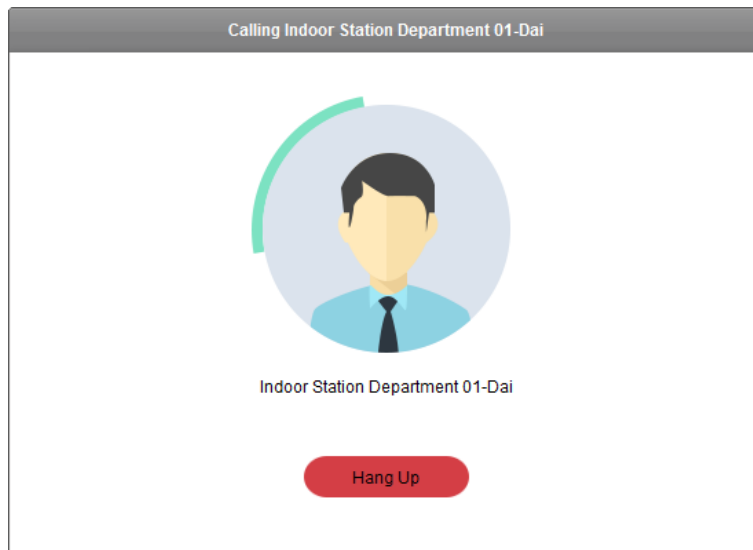 Calling Indoor Station Department 01-Dai
Indoor Station Department 01-Dai
Hang Up